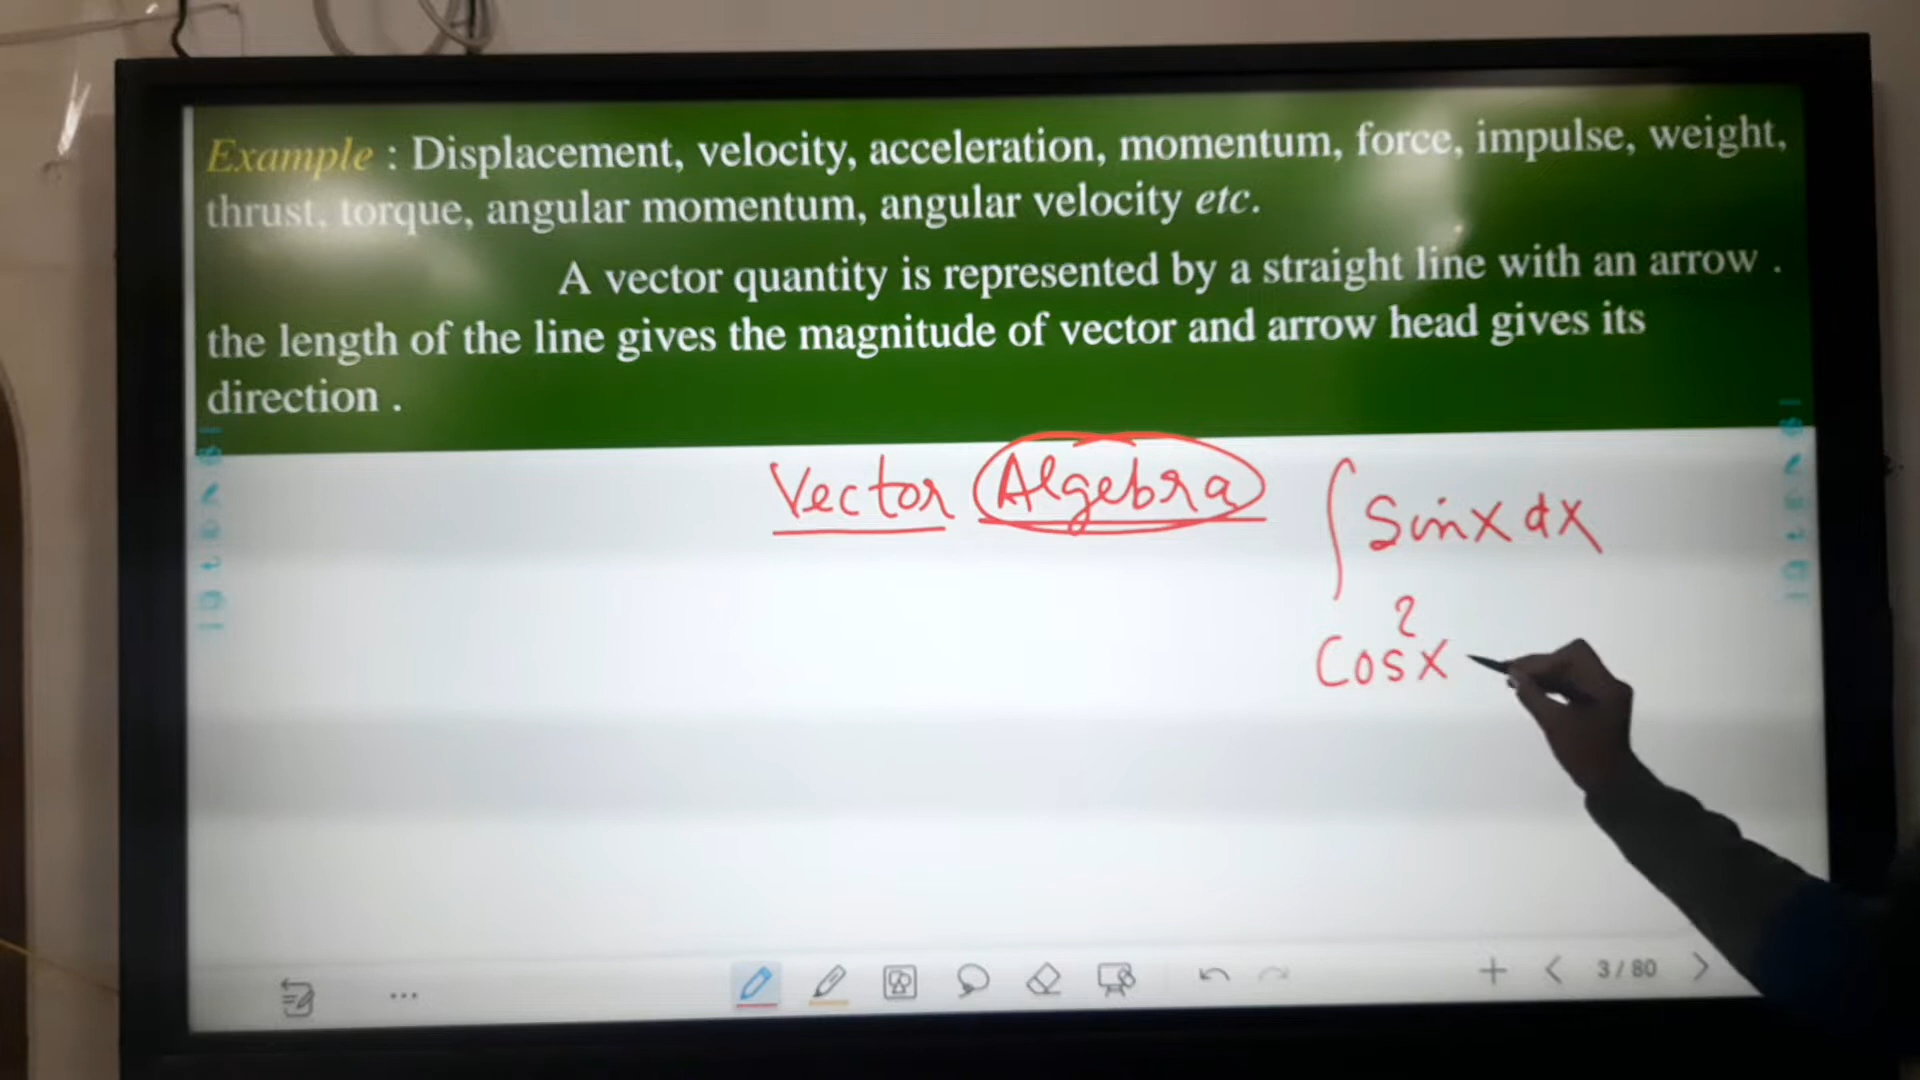 Example : Displacement, velocity, acceleration, momentum, force, impulse, weight,
thrust, torque, angular momentum, angular velocity etc.
A vector quantity is represented by a straight line with an arrow .
the length of the line gives the magnitude of vector and arrow head gives its
direction .
Vector Algebra ∫ Sinx dx
Cos²x
3 / 80